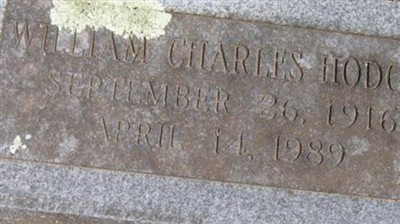 WILLIAM CHARLES
SEPTEMBER 26, 1916
APRIL 14, 1989